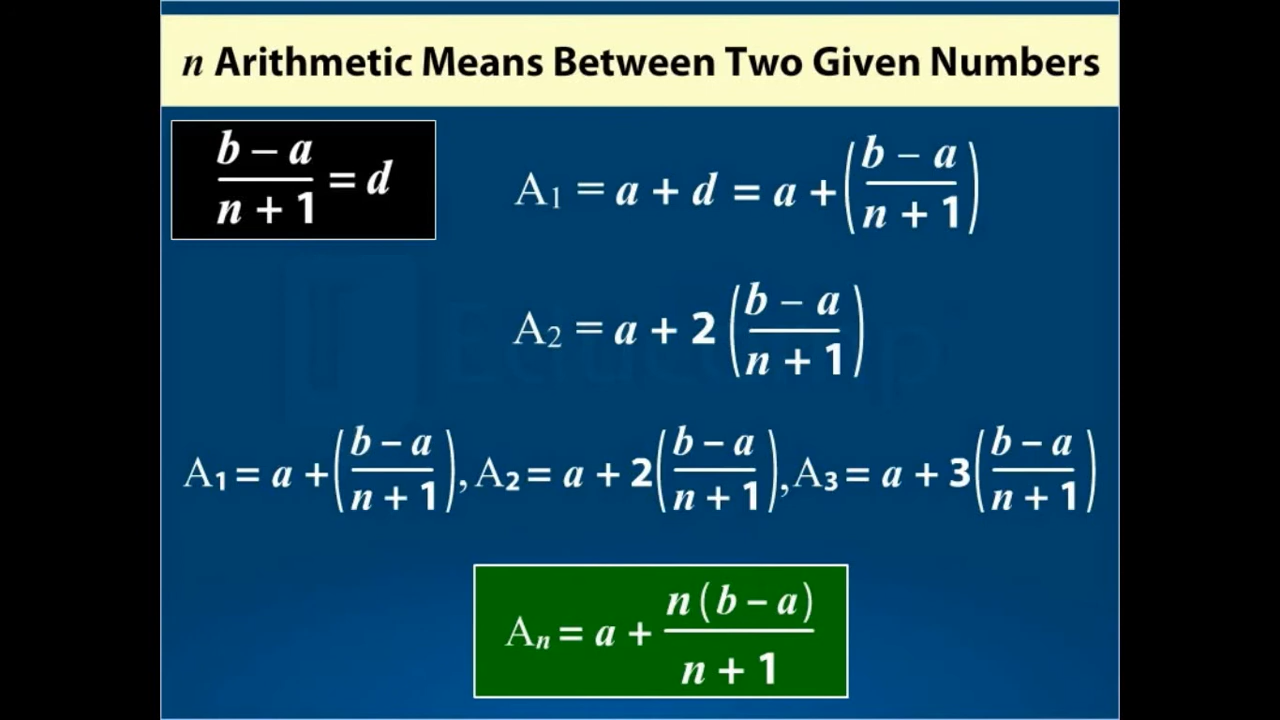 n Arithmetic Means Between Two Given Numbers
(b − a)/(n + 1) = d
A₁ = a + d = a + ((b − a)/(n + 1))
A₂ = a + 2 ((b − a)/(n + 1))
A₁ = a + ((b − a)/(n + 1)), A₂ = a + 2((b − a)/(n + 1)), A₃ = a + 3((b − a)/(n + 1))
Aₙ = a + n(b − a)/(n + 1)